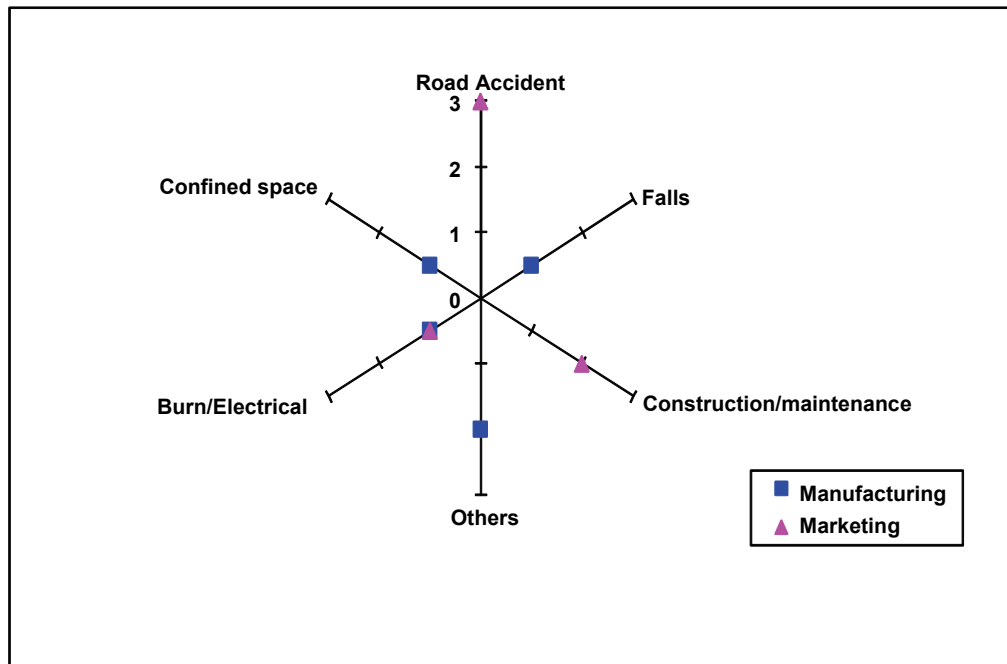 Road Accident
3
Confined space
2
Falls
1
0
Burn/Electrical
Construction/maintenance
Others
Manufacturing
Marketing